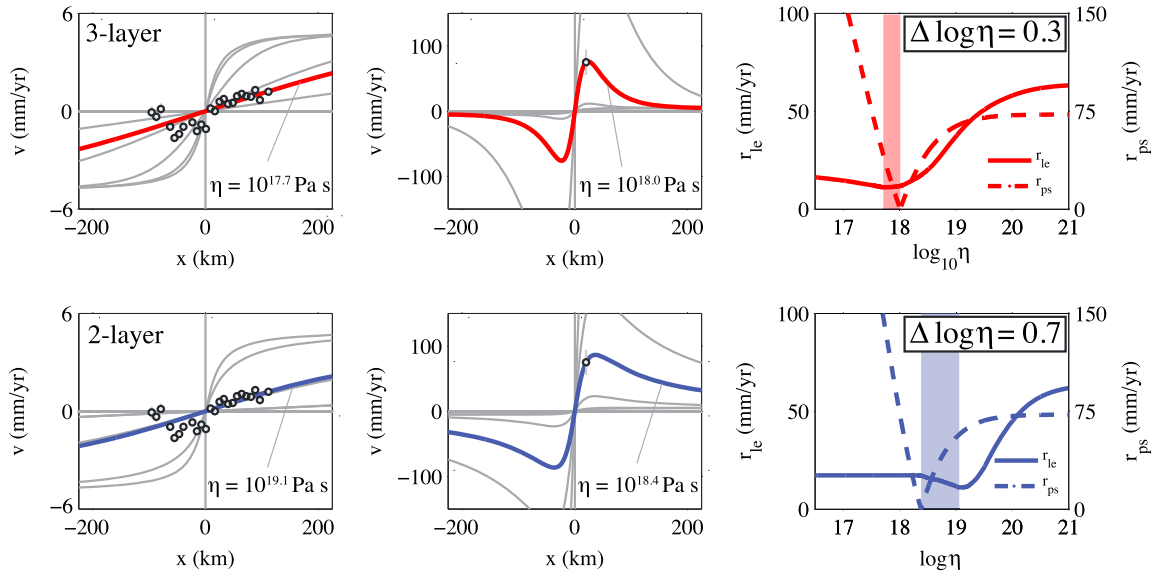 3-layer
6
0
−6
v (mm/yr)
η = 10^17.7 Pa s
−200
0
200
x (km)
100
0
−100
v (mm/yr)
η = 10^18.0 Pa s
−200
0
200
x (km)
Δ log η = 0.3
100
50
0
r_le (mm/yr)
150
75
0
r_ps (mm/yr)
r_le
r_ps
17
18
19
20
21
log_10 η
2-layer
6
0
−6
v (mm/yr)
η = 10^19.1 Pa s
−200
0
200
x (km)
100
0
−100
v (mm/yr)
η = 10^18.4 Pa s
−200
0
200
x (km)
Δ log η = 0.7
100
50
0
r_le (mm/yr)
150
75
0
r_ps (mm/yr)
r_le
r_ps
17
18
19
20
21
log η